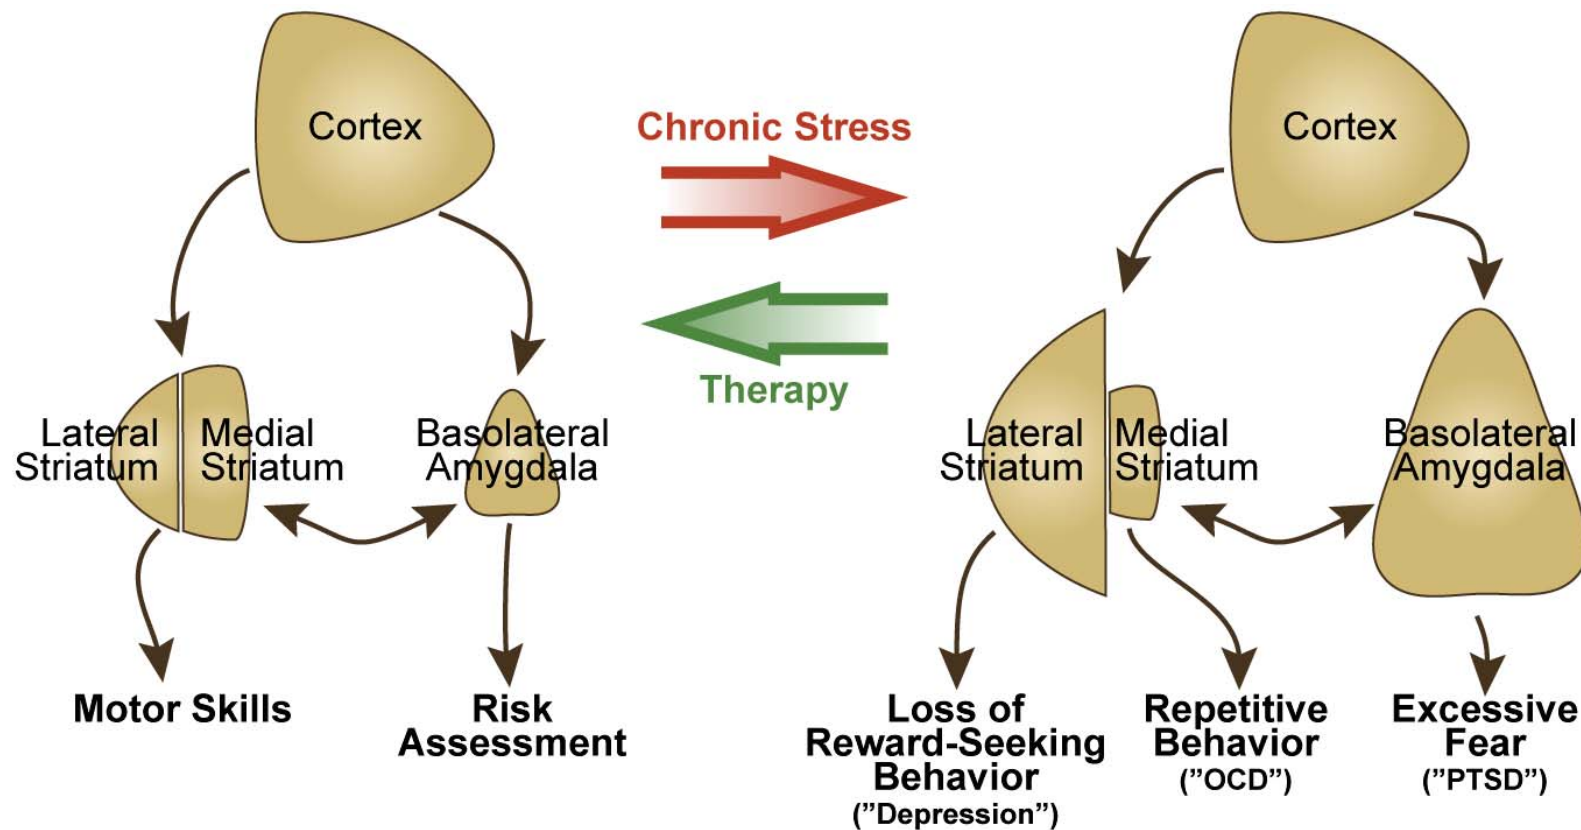 Cortex
Chronic Stress
Therapy
Cortex
Lateral
Striatum
Medial
Striatum
Basolateral
Amygdala
Lateral
Striatum
Medial
Striatum
Basolateral
Amygdala
Motor Skills
Risk
Assessment
Loss of
Reward-Seeking
Behavior
(”Depression”)
Repetitive
Behavior
(”OCD”)
Excessive
Fear
(”PTSD”)